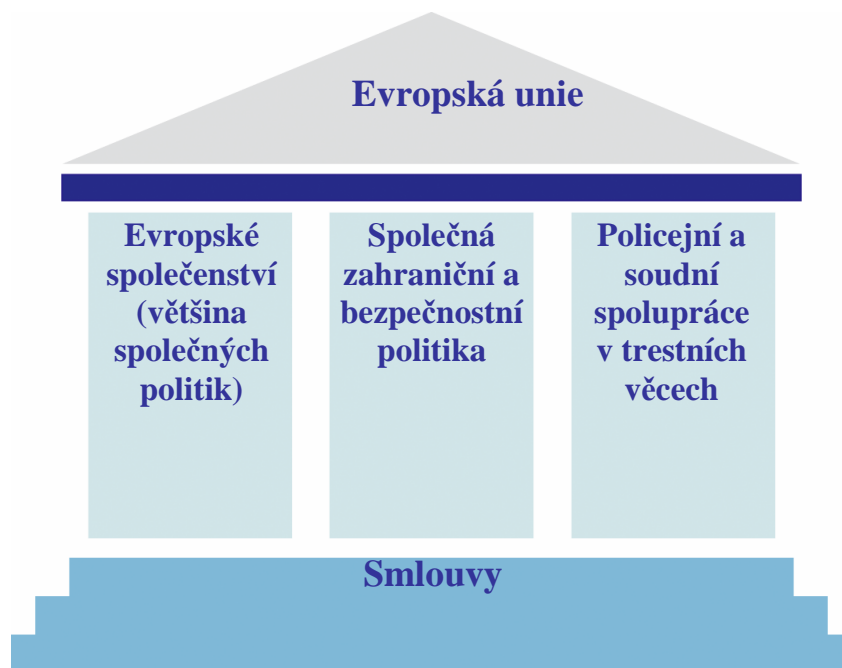 Evropská unie
Evropské
společenství
(většina
společných
politik)
Společná
zahraniční a
bezpečnostní
politika
Policejní a
soudní
spolupráce
v trestních
věcech
Smlouvy